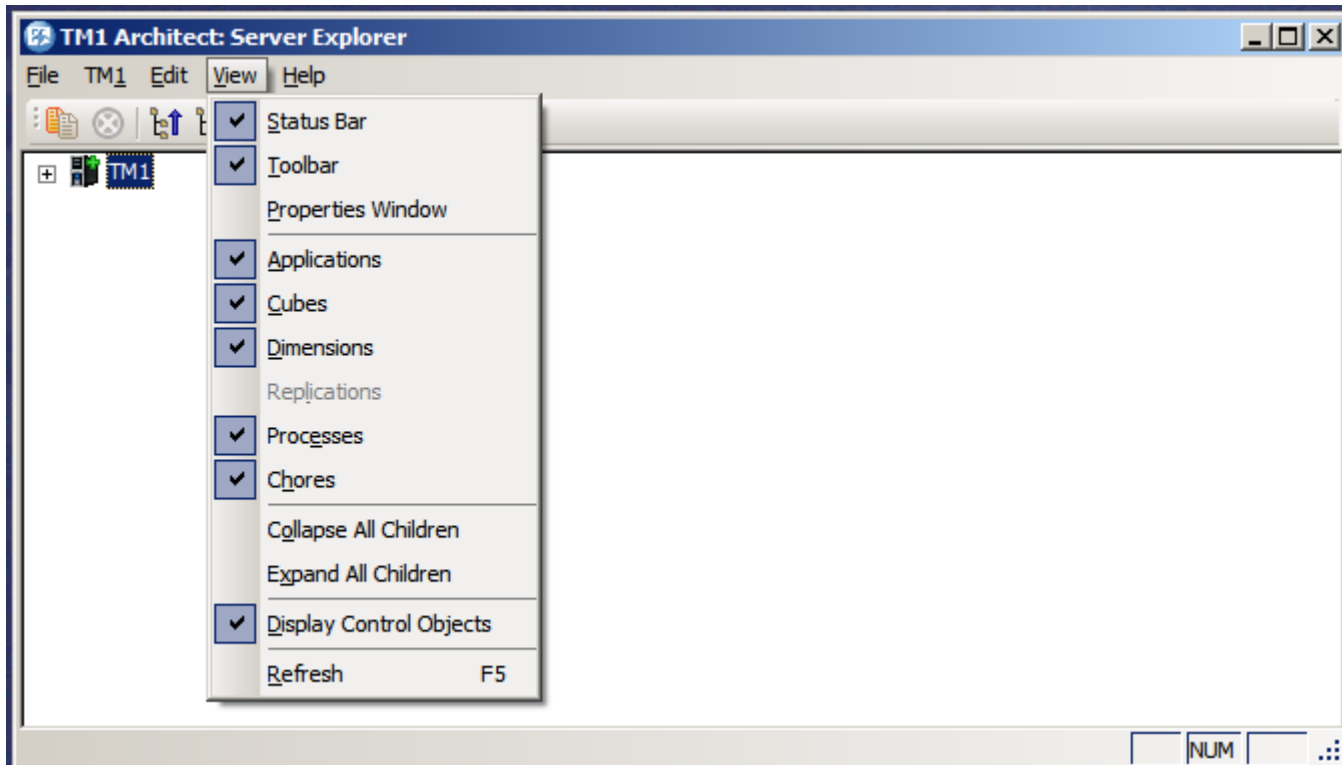 TM1 Architect: Server Explorer
File TM1 Edit View Help
Status Bar
Toolbar
TM1
Properties Window
Applications
Cubes
Dimensions
Replications
Processes
Chores
Collapse All Children
Expand All Children
Display Control Objects
Refresh F5
NUM